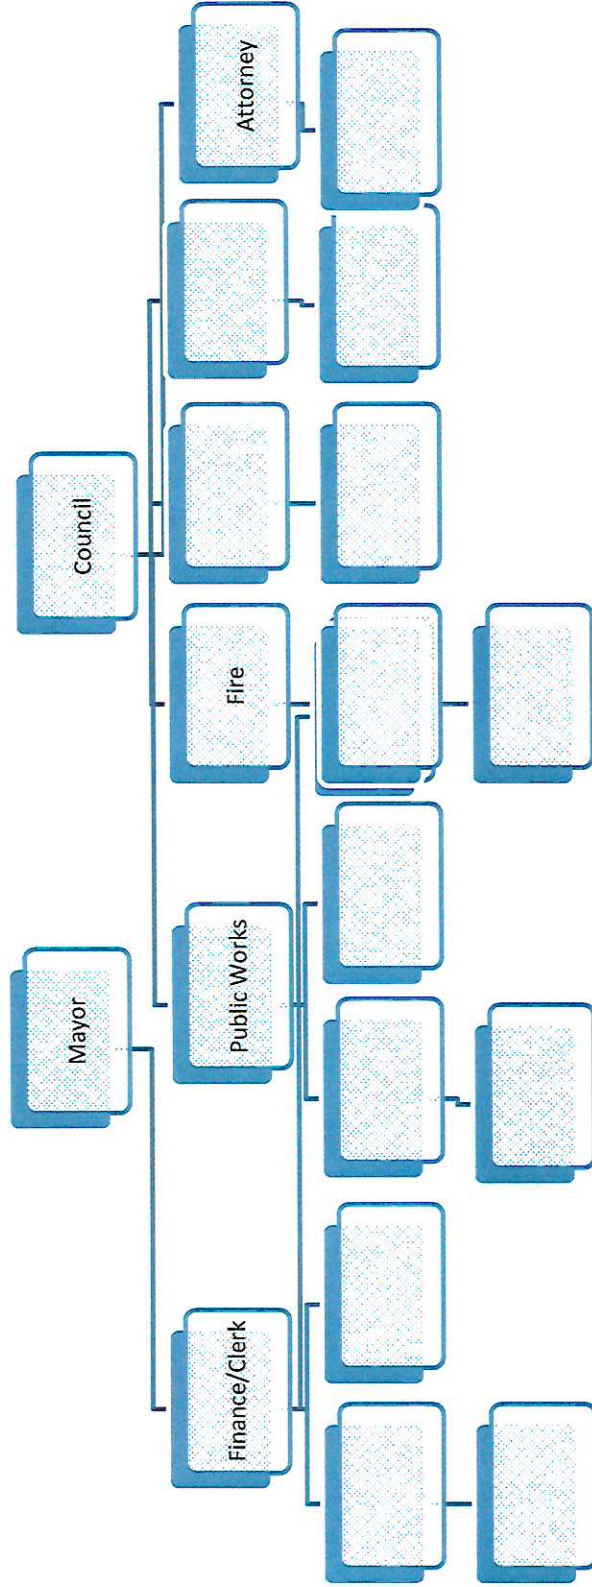 Mayor
Council
Finance/Clerk
Public Works
Fire
Attorney